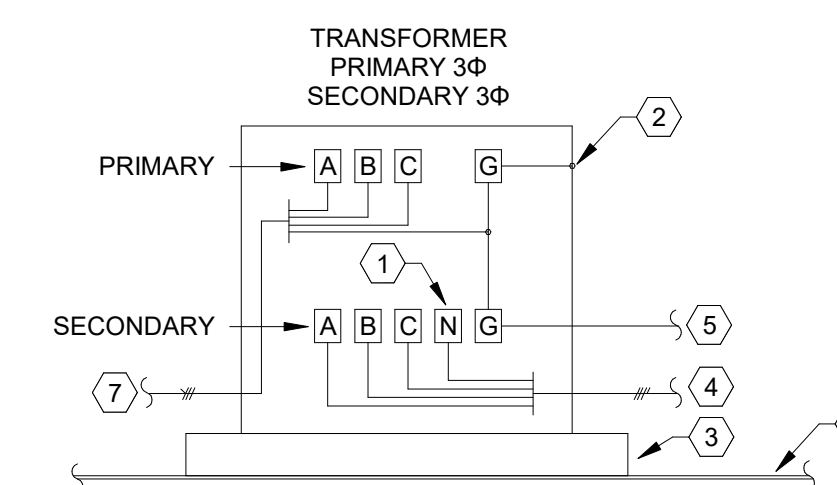 TRANSFORMER
PRIMARY 3Φ
SECONDARY 3Φ
2
PRIMARY A B C G
1
SECONDARY A B C N G 5
7 4
3